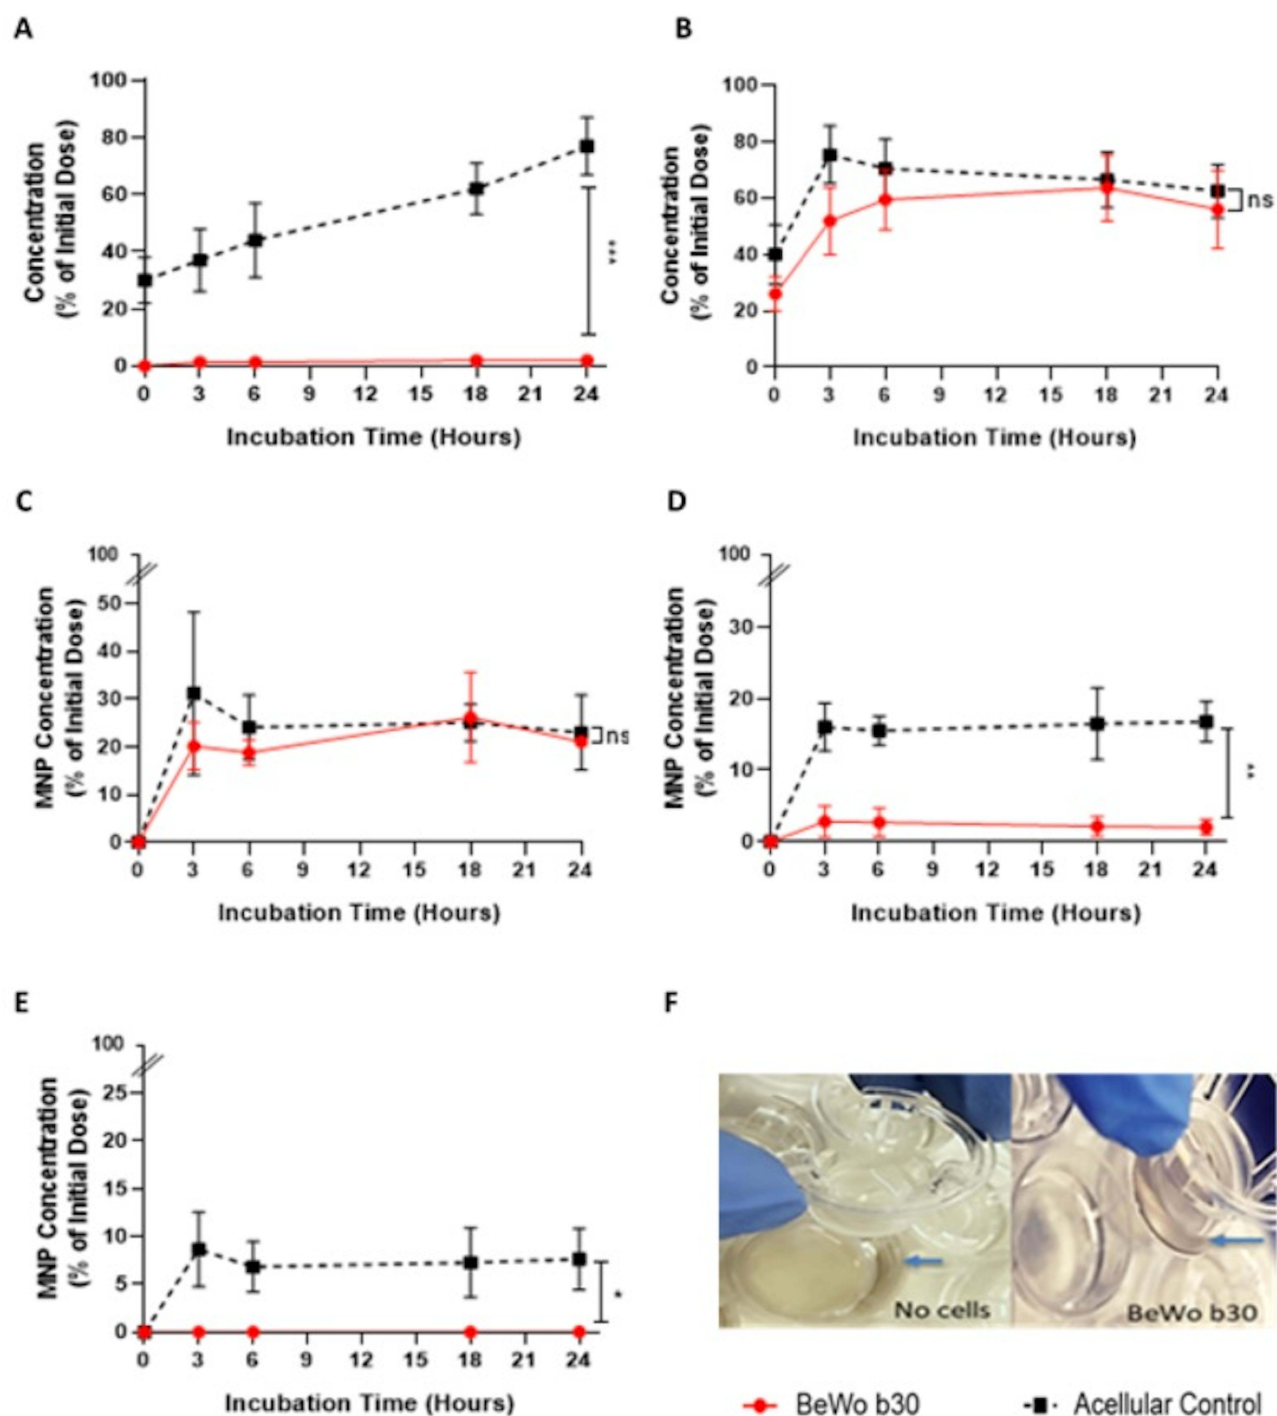 A
Concentration
(% of Initial Dose)
100
80
60
40
20
0
***
0 3 6 9 12 15 18 21 24
Incubation Time (Hours)
B
Concentration
(% of Initial Dose)
100
80
60
40
20
0
ns
0 3 6 9 12 15 18 21 24
Incubation Time (Hours)
C
MNP Concentration
(% of Initial Dose)
100
50
40
30
20
10
0
ns
0 3 6 9 12 15 18 21 24
Incubation Time (Hours)
D
MNP Concentration
(% of Initial Dose)
100
30
20
10
0
**
0 3 6 9 12 15 18 21 24
Incubation Time (Hours)
E
MNP Concentration
(% of Initial Dose)
100
25
20
15
10
5
0
*
0 3 6 9 12 15 18 21 24
Incubation Time (Hours)
F
No cells
BeWo b30
BeWo b30
Acellular Control